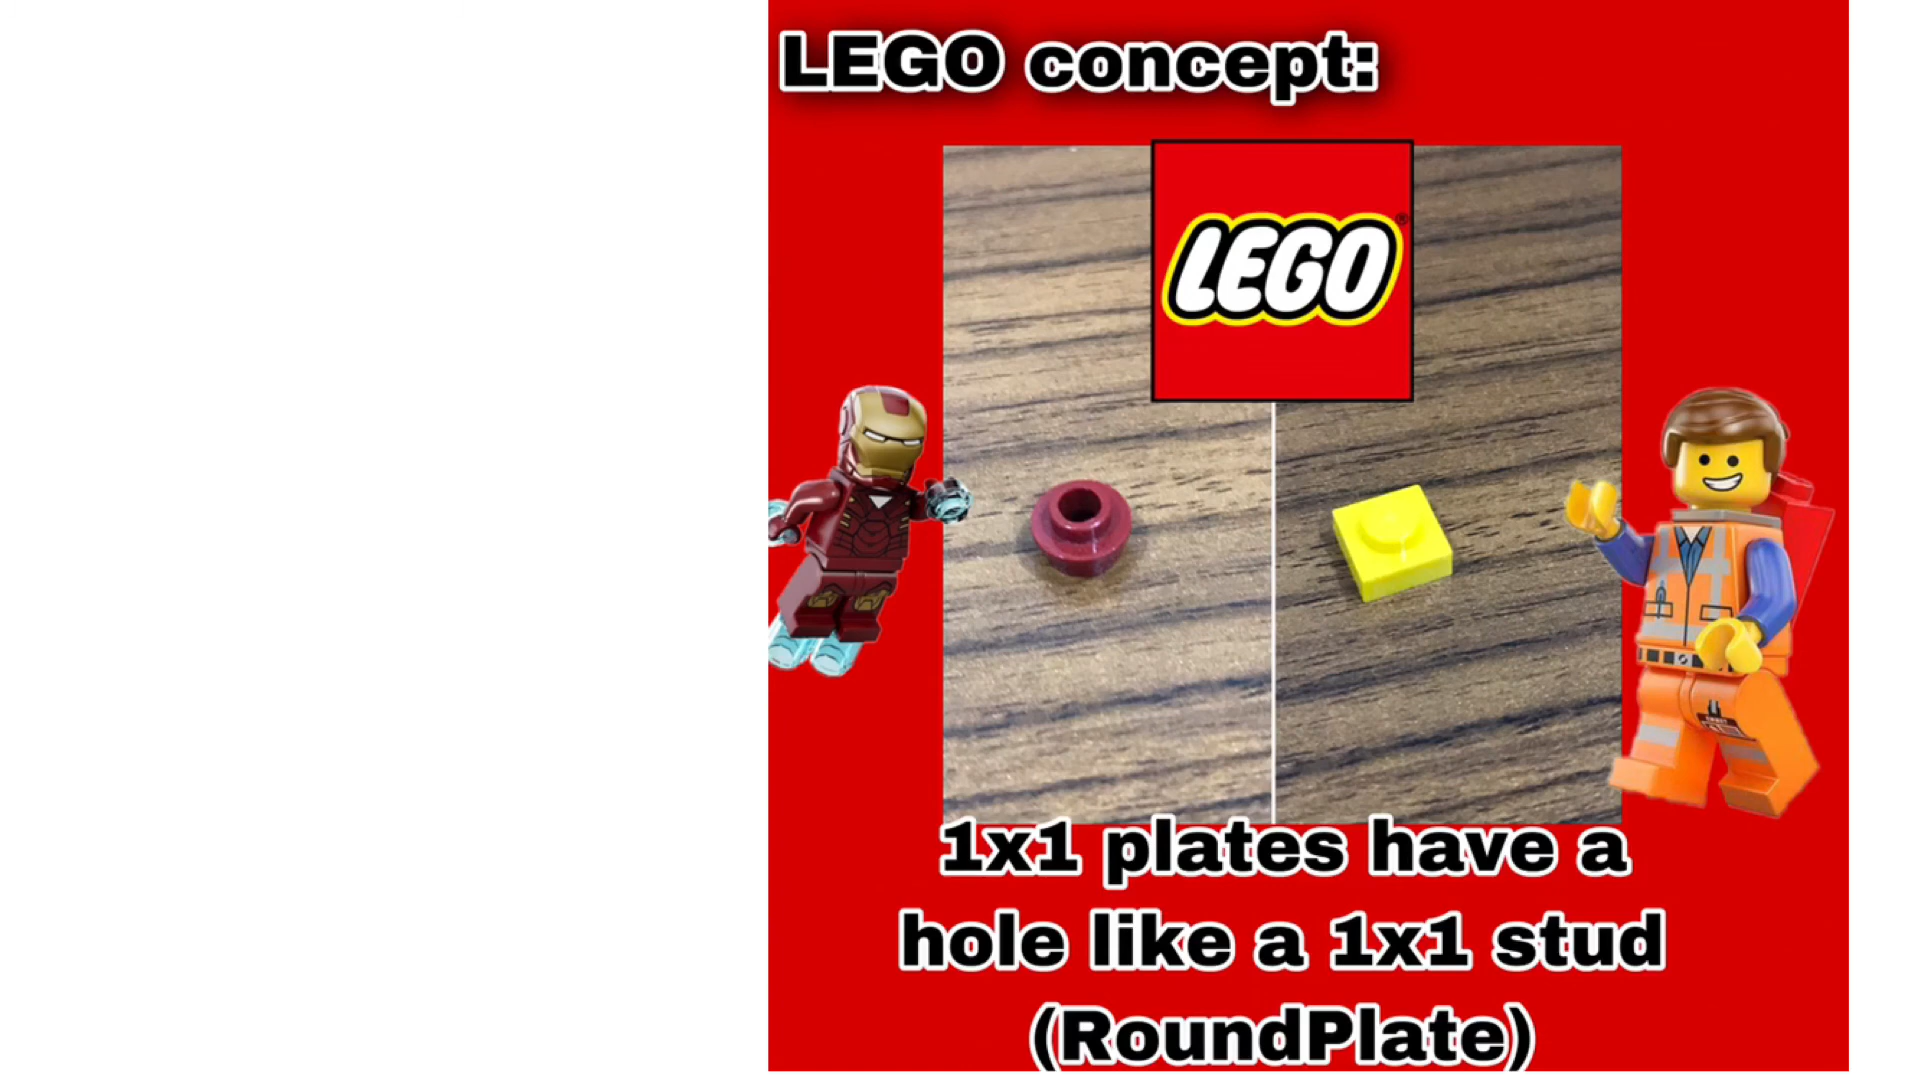 LEGO concept:
LEGO®
1x1 plates have a
hole like a 1x1 stud
(RoundPlate)